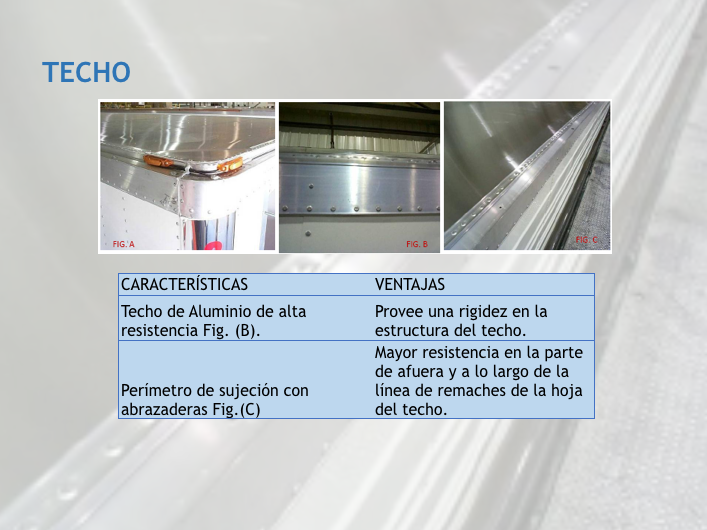 TECHO
FIG. A
FIG. B
FIG. C
CARACTERÍSTICAS VENTAJAS
Techo de Aluminio de alta
resistencia Fig. (B).
Provee una rigidez en la
estructura del techo.
Perímetro de sujeción con
abrazaderas Fig.(C)
Mayor resistencia en la parte
de afuera y a lo largo de la
línea de remaches de la hoja
del techo.